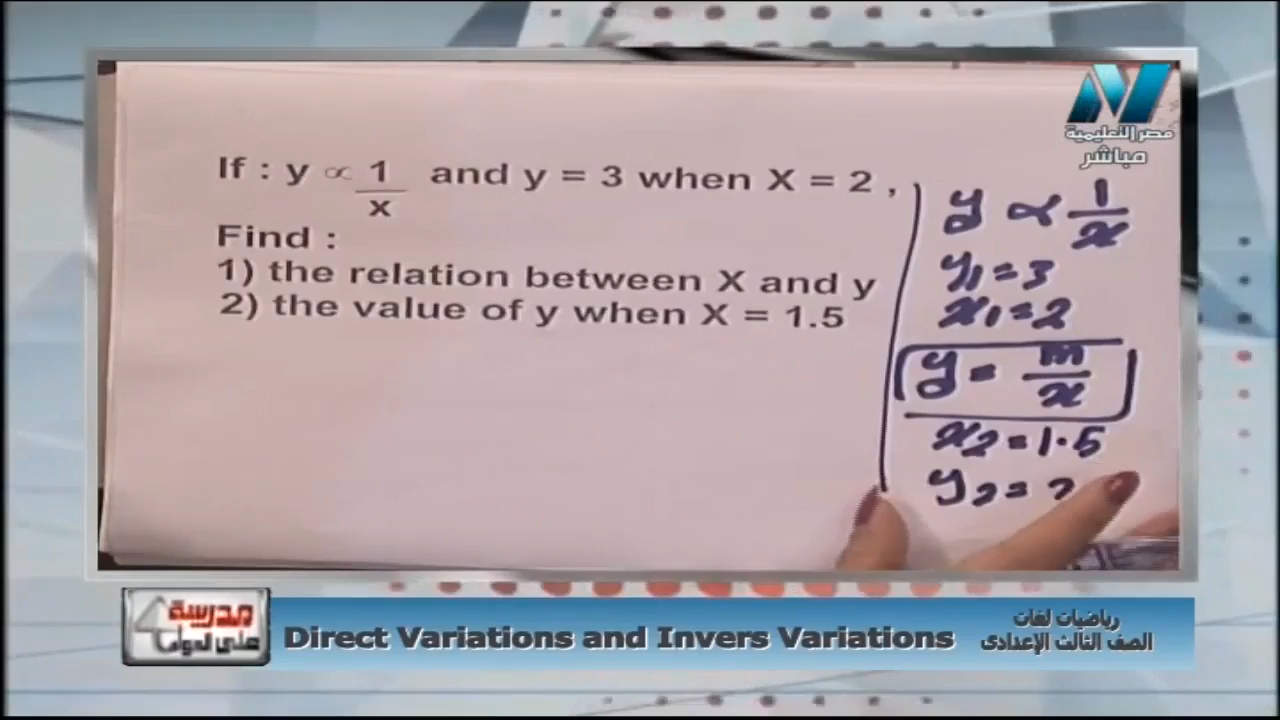 مصر التعليمية
مباشر
If : y ∝ 1/x and y = 3 when X = 2 ,
Find :
1) the relation between X and y
2) the value of y when X = 1.5
y ∝ 1/x
y1 = 3
x1 = 2
y = m/x
x2 = 1.5
y2 = ?
مدرسة
على الهواء
Direct Variations and Invers Variations
رياضيات لغات
الصف الثالث الإعدادى